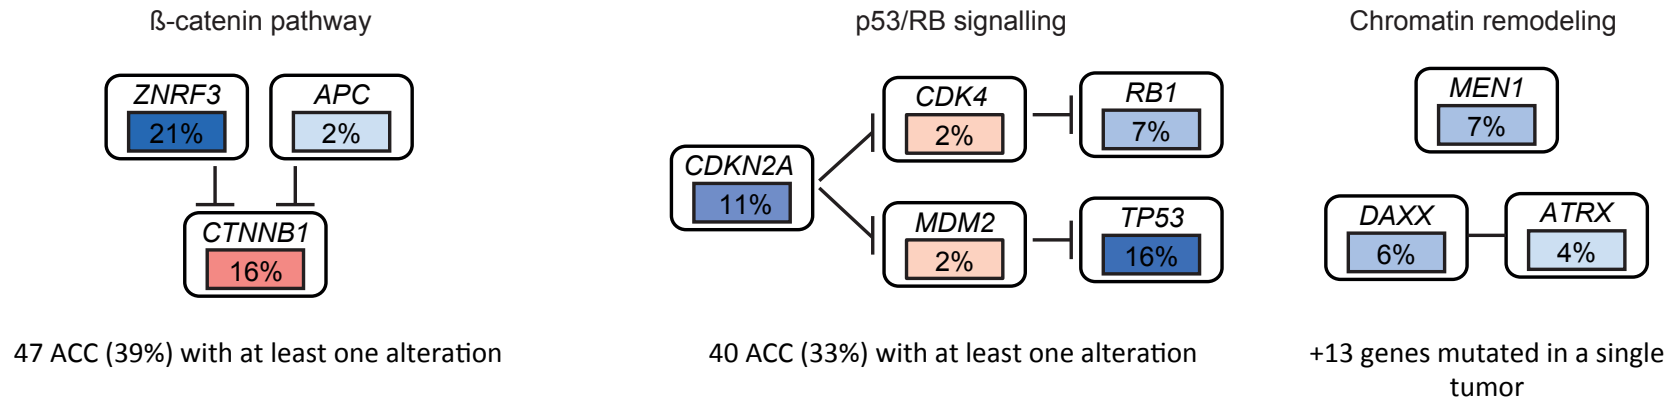 ß-catenin pathway
ZNRF3
21%
APC
2%
CTNNB1
16%
47 ACC (39%) with at least one alteration
p53/RB signalling
CDKN2A
11%
CDK4
2%
RB1
7%
MDM2
2%
TP53
16%
40 ACC (33%) with at least one alteration
Chromatin remodeling
MEN1
7%
DAXX
6%
ATRX
4%
+13 genes mutated in a single
tumor